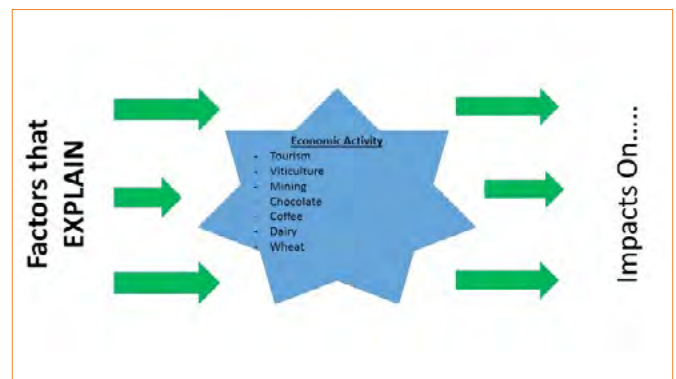 Factors that
EXPLAIN
Economic Activity
- Tourism
- Viticulture
- Mining
- Chocolate
- Coffee
- Dairy
- Wheat
Impacts On.....